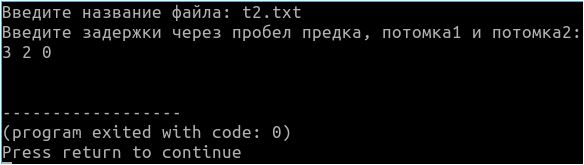 Введите название файла: t2.txt
Введите задержки через пробел предка, потомка1 и потомка2:
3 2 0
------------------
(program exited with code: 0)
Press return to continue